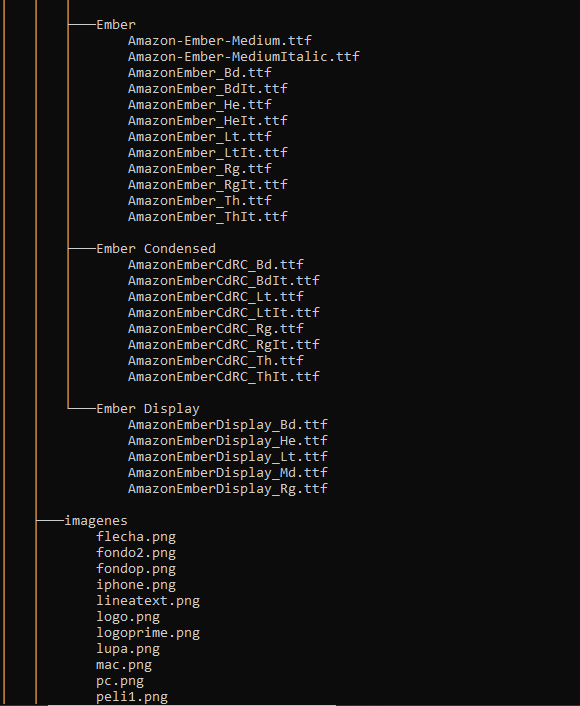 Ember
Amazon-Ember-Medium.ttf
Amazon-Ember-MediumItalic.ttf
AmazonEmber_Bd.ttf
AmazonEmber_BdIt.ttf
AmazonEmber_He.ttf
AmazonEmber_HeIt.ttf
AmazonEmber_Lt.ttf
AmazonEmber_LtIt.ttf
AmazonEmber_Rg.ttf
AmazonEmber_RgIt.ttf
AmazonEmber_Th.ttf
AmazonEmber_ThIt.ttf
Ember Condensed
AmazonEmberCdRC_Bd.ttf
AmazonEmberCdRC_BdIt.ttf
AmazonEmberCdRC_Lt.ttf
AmazonEmberCdRC_LtIt.ttf
AmazonEmberCdRC_Rg.ttf
AmazonEmberCdRC_RgIt.ttf
AmazonEmberCdRC_Th.ttf
AmazonEmberCdRC_ThIt.ttf
Ember Display
AmazonEmberDisplay_Bd.ttf
AmazonEmberDisplay_He.ttf
AmazonEmberDisplay_Lt.ttf
AmazonEmberDisplay_Md.ttf
AmazonEmberDisplay_Rg.ttf
imagenes
flecha.png
fondo2.png
fondop.png
iphone.png
lineatext.png
logo.png
logoprime.png
lupa.png
mac.png
pc.png
peli1.png